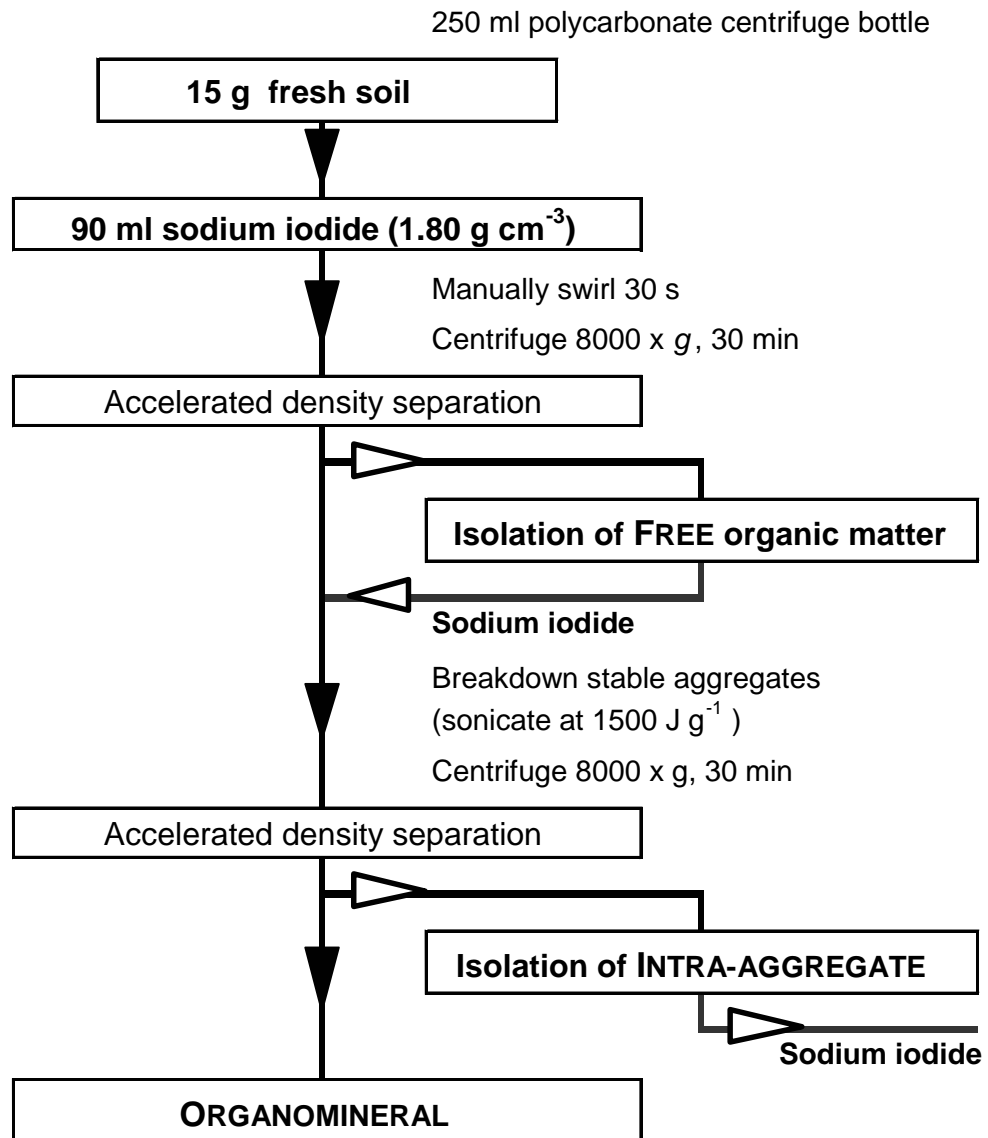 250 ml polycarbonate centrifuge bottle
15 g fresh soil
90 ml sodium iodide (1.80 g cm⁻³)
Manually swirl 30 s
Centrifuge 8000 x g, 30 min
Accelerated density separation
Isolation of FREE organic matter
Sodium iodide
Breakdown stable aggregates
(sonicate at 1500 J g⁻¹ )
Centrifuge 8000 x g, 30 min
Accelerated density separation
Isolation of INTRA-AGGREGATE
Sodium iodide
ORGANOMINERAL